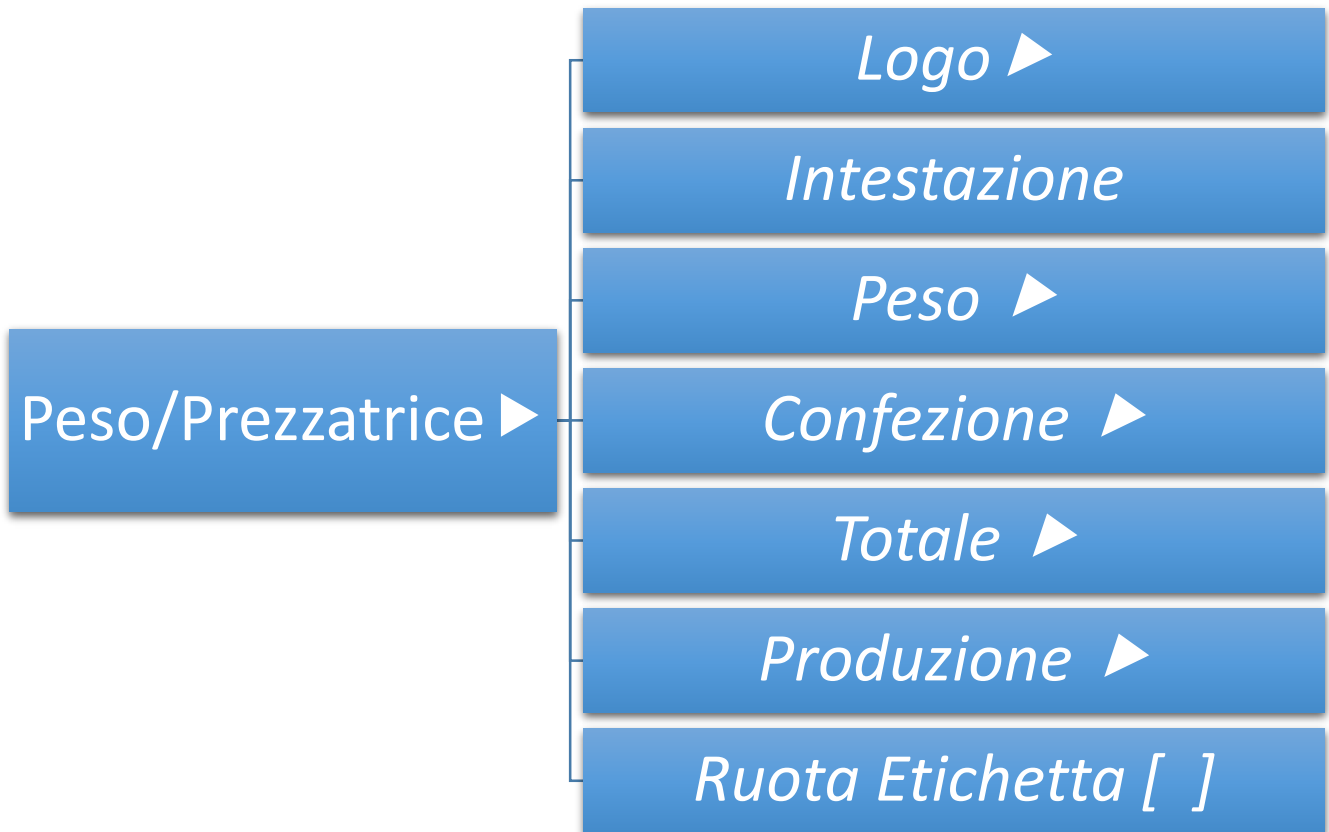 Logo ▶
Intestazione
Peso ▶
Peso/Prezzatrice ▶
Confezione ▶
Totale ▶
Produzione ▶
Ruota Etichetta [ ]